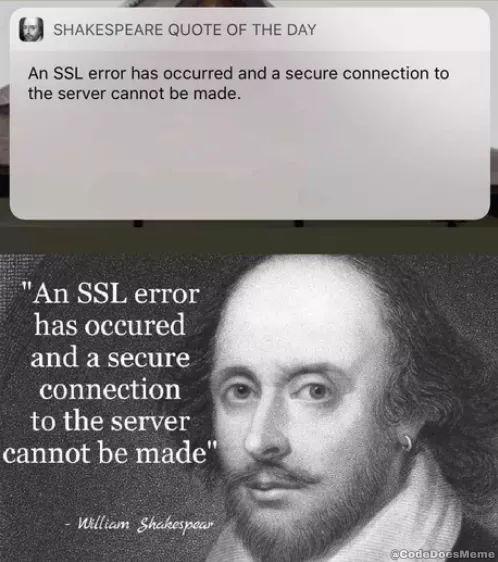 SHAKESPEARE QUOTE OF THE DAY
An SSL error has occurred and a secure connection to
the server cannot be made.
"An SSL error
has occured
and a secure
connection
to the server
cannot be made"
- William Shakespear
@CodeDoesMeme